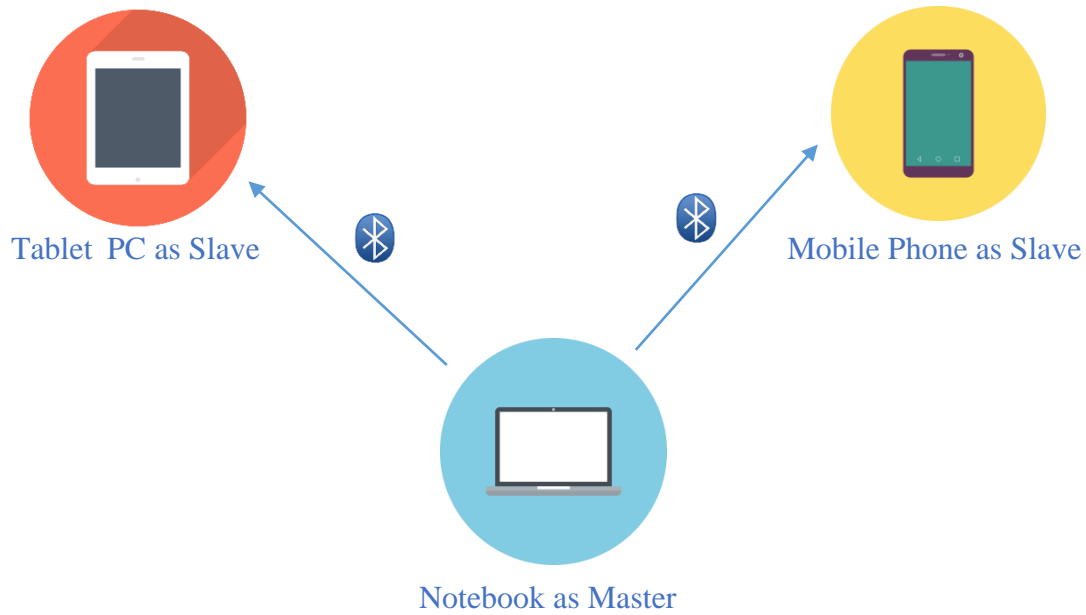 Tablet PC as Slave
Mobile Phone as Slave
Notebook as Master